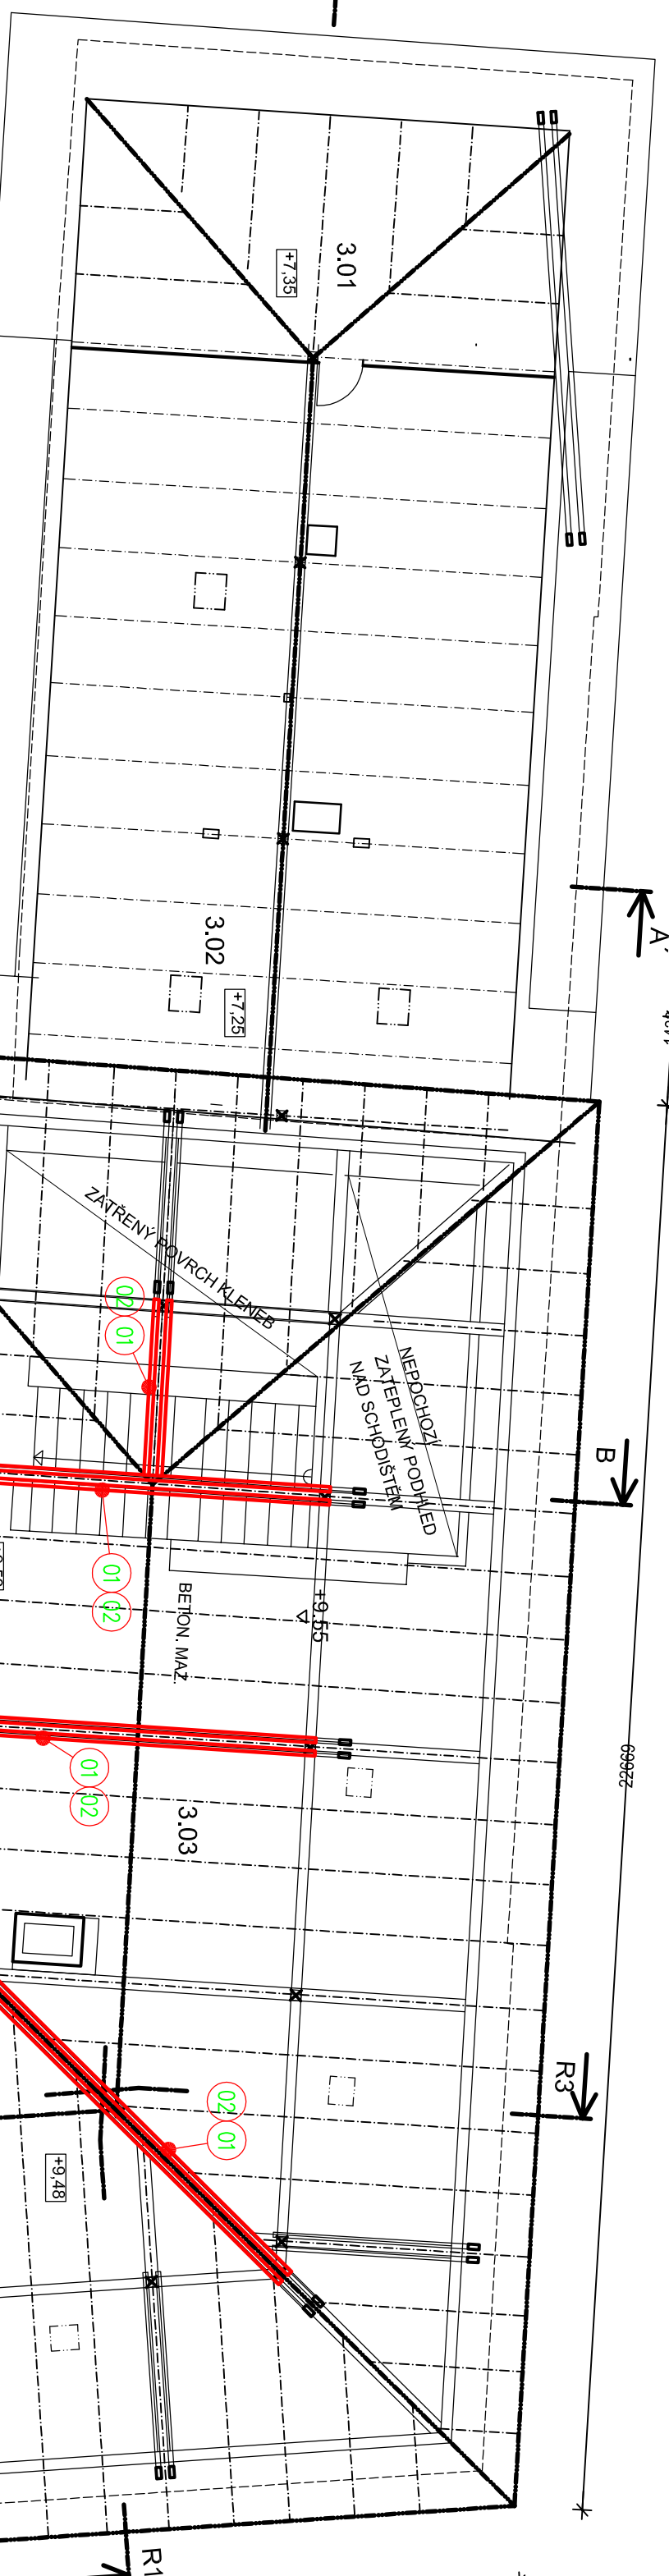 3.01
+7,35
A´
3.02
+7,25
ZATŘENÝ POVRCH KLENEB
02 01
NEPOCHOZÍ
ZATEPLENÝ PODHLED
NAD SCHODIŠTĚM
B
01 02
BETON. MAZ.
+9.55
22669
01 02
3.03
R3
02 01
+9,48
R1